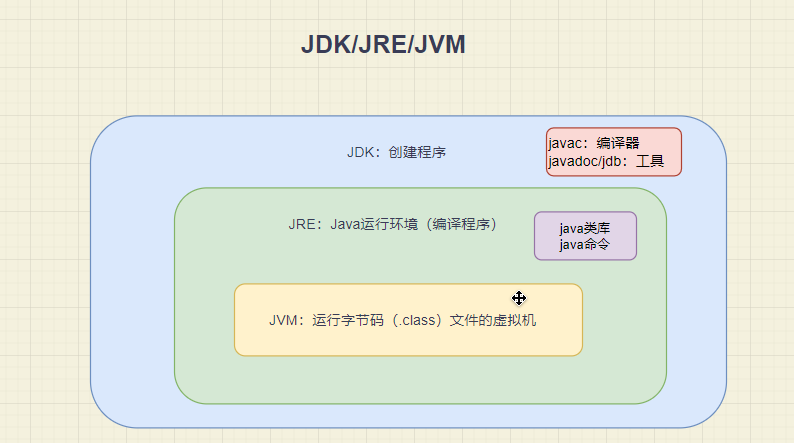 JDK/JRE/JVM
JDK：创建程序
javac：编译器
javadoc/jdb：工具
JRE：Java运行环境（编译程序）
java类库
java命令
JVM：运行字节码（.class）文件的虚拟机